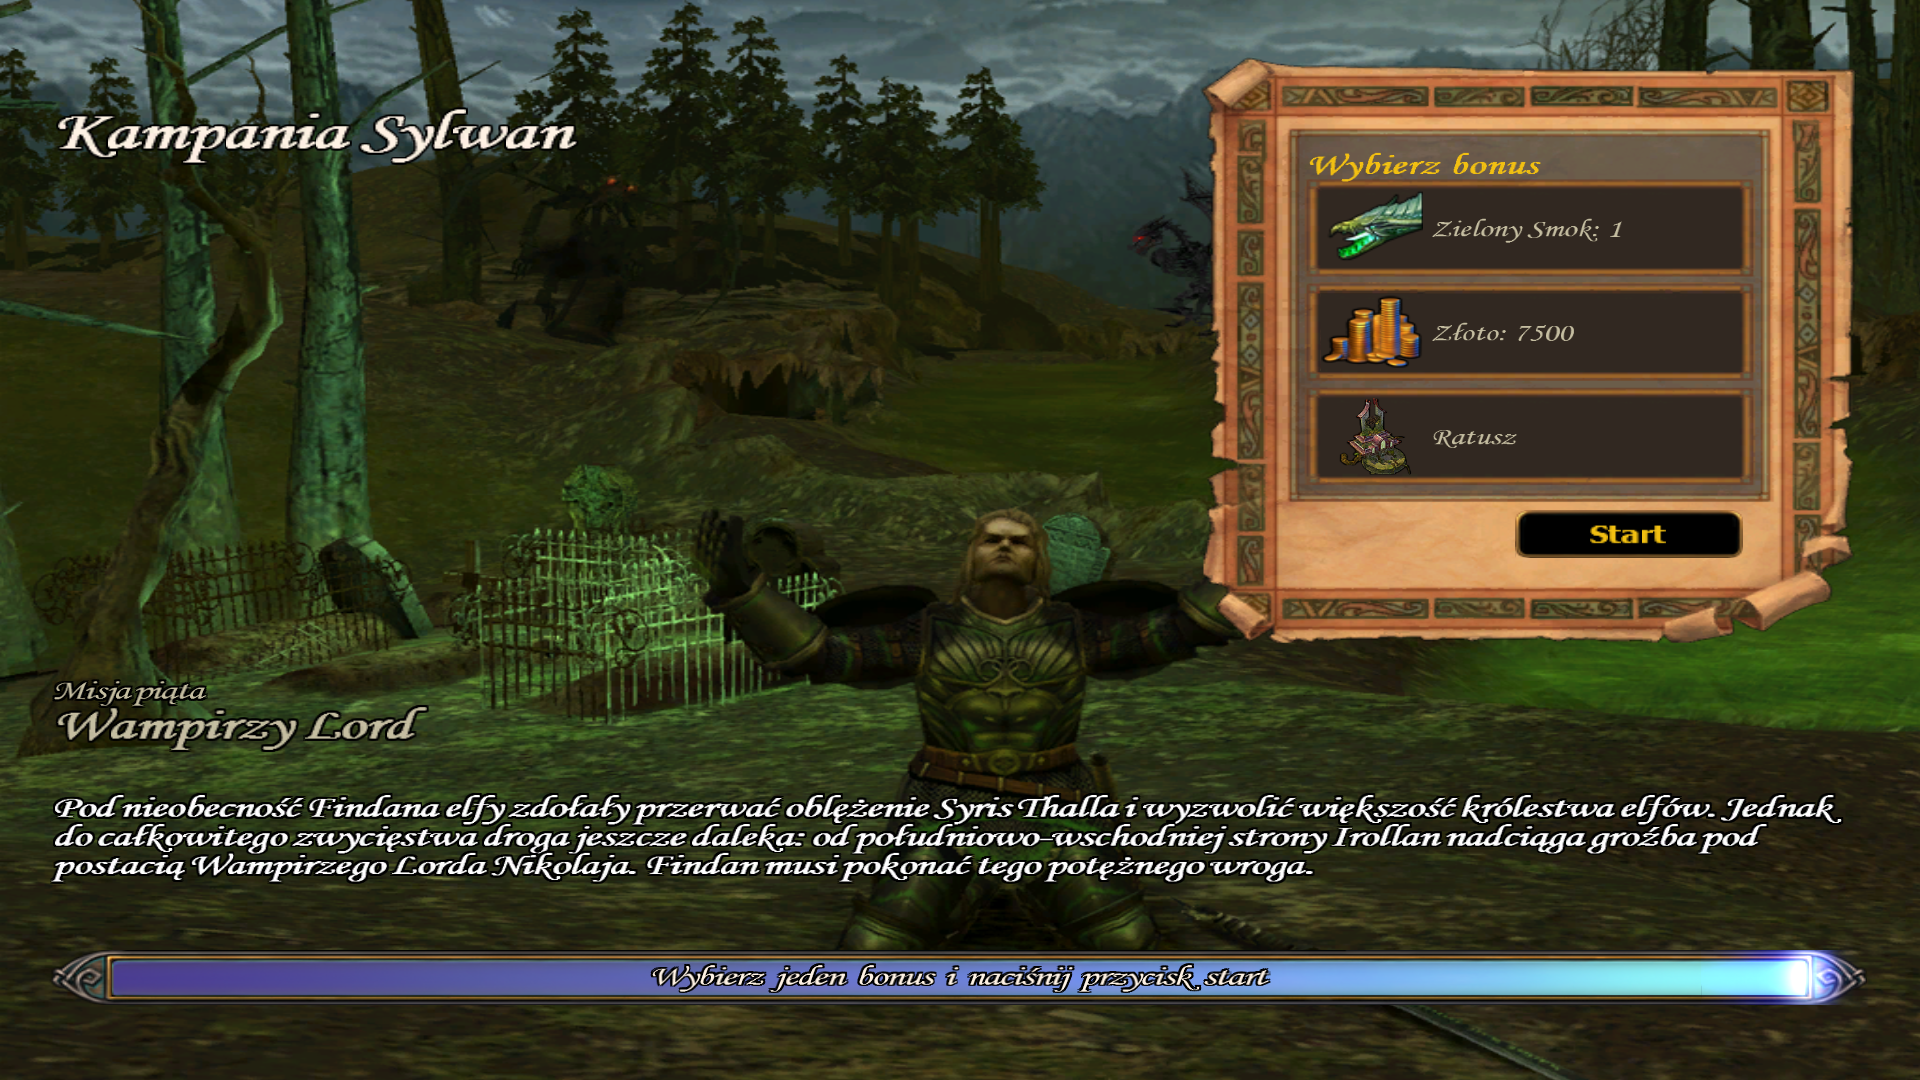 Kampania Sylwan
Wybierz bonus
Zielony Smok: 1
Złoto: 7500
Ratusz
Start
Misja piąta
Wampirzy Lord
Pod nieobecność Findana elfy zdołały przerwać oblężenie Syris Thalla i wyzwolić większość królestwa elfów. Jednak
do całkowitego zwycięstwa droga jeszcze daleka: od południowo-wschodniej strony Irollan nadciąga groźba pod
postacią Wampirzego Lorda Nikolaja. Findan musi pokonać tego potężnego wroga.
Wybierz jeden bonus i naciśnij przycisk start